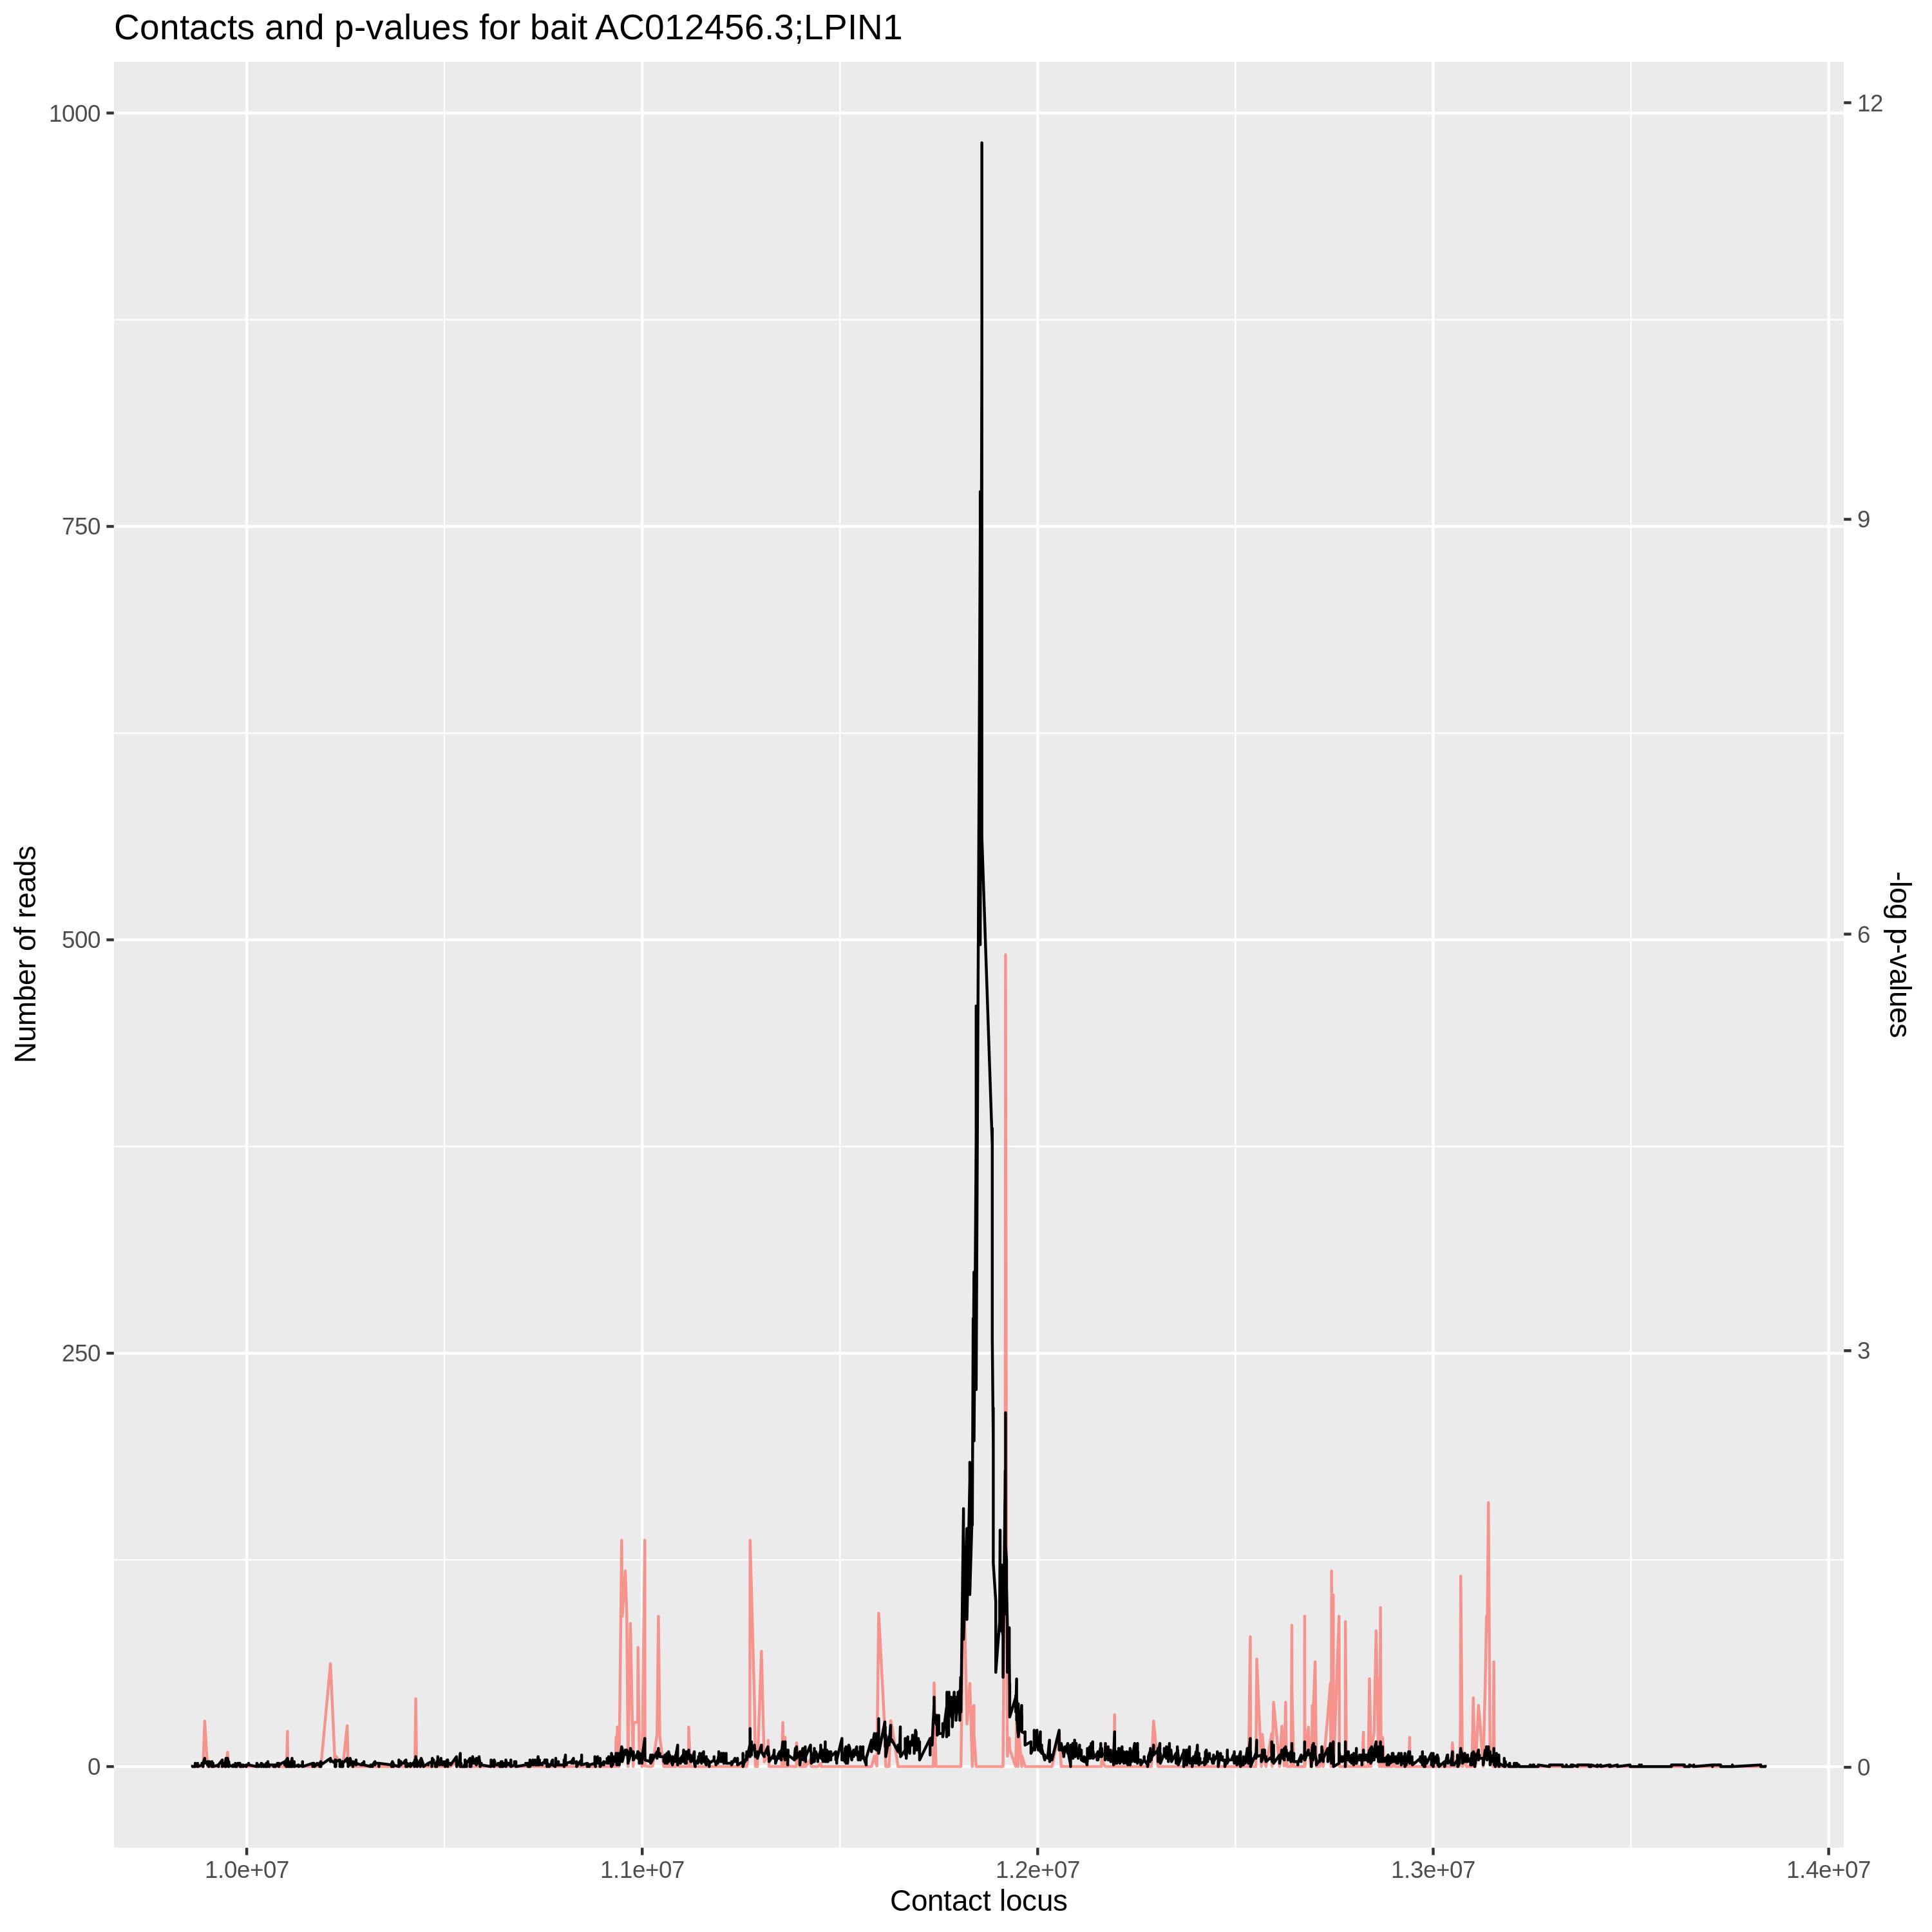 Contacts and p-values for bait AC012456.3;LPIN1
1000
750
500
250
0
Number of reads
12
9
6
3
0
-log p-values
1.0e+07
1.1e+07
1.2e+07
1.3e+07
1.4e+07
Contact locus